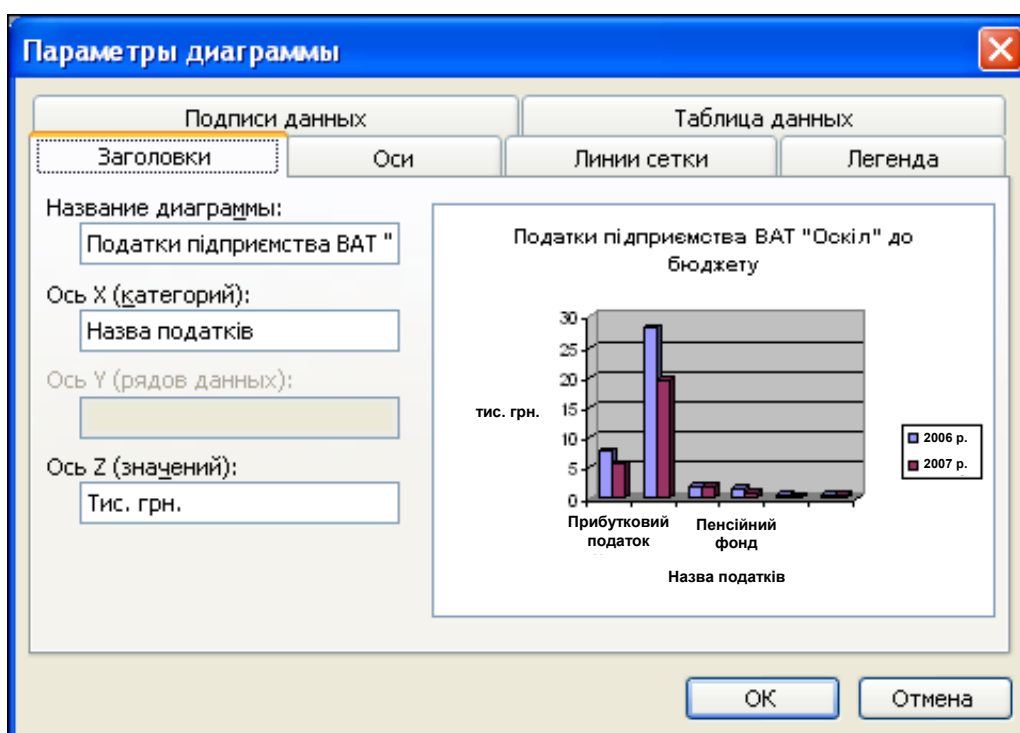 Параметры диаграммы
Подписи данных
Таблица данных
Заголовки
Оси
Линии сетки
Легенда
Название диаграммы:
Податки підприємства ВАТ "
Ось X (категорий):
Назва податків
Ось Y (рядов данных):
Ось Z (значений):
Тис. грн.
Податки підприємства ВАТ "Оскіл" до
бюджету
30
25
20
тис. грн.
15
10
5
0
2006 р.
2007 р.
Прибутковий
податок
Пенсійний
фонд
Назва податків
OK
Отмена